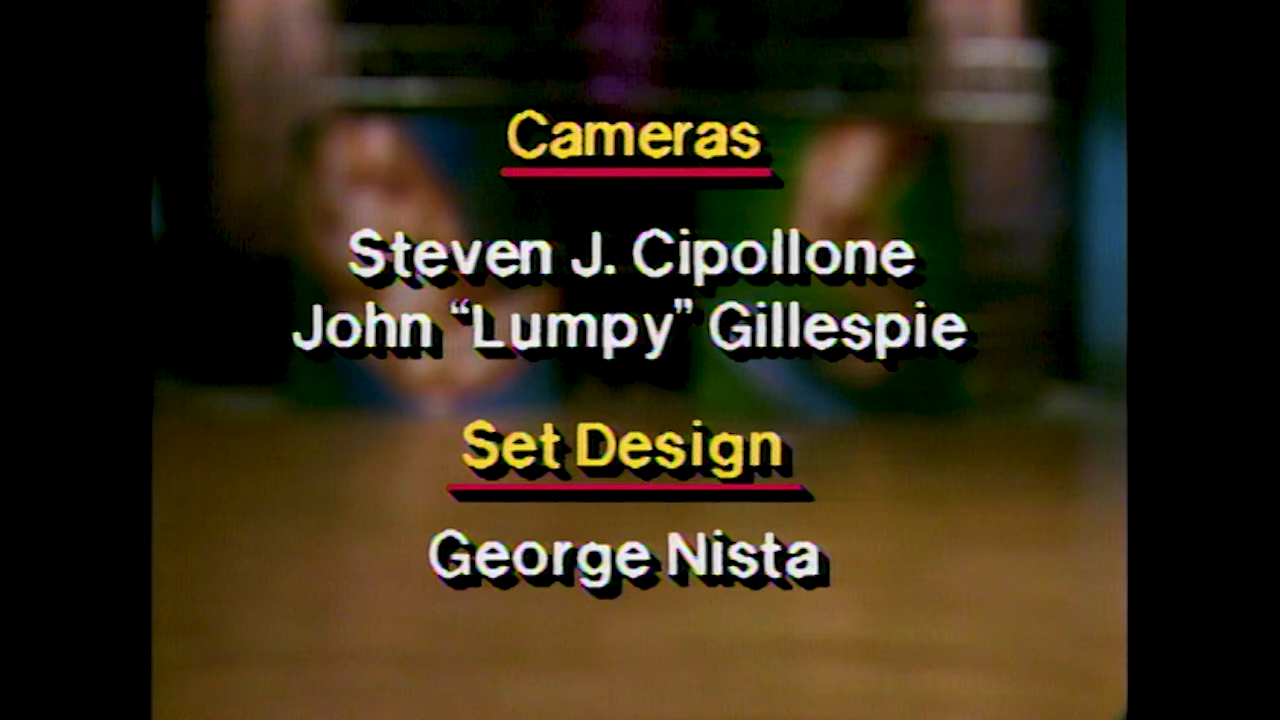 Cameras
Steven J. Cipollone
John “Lumpy” Gillespie
Set Design
George Nista